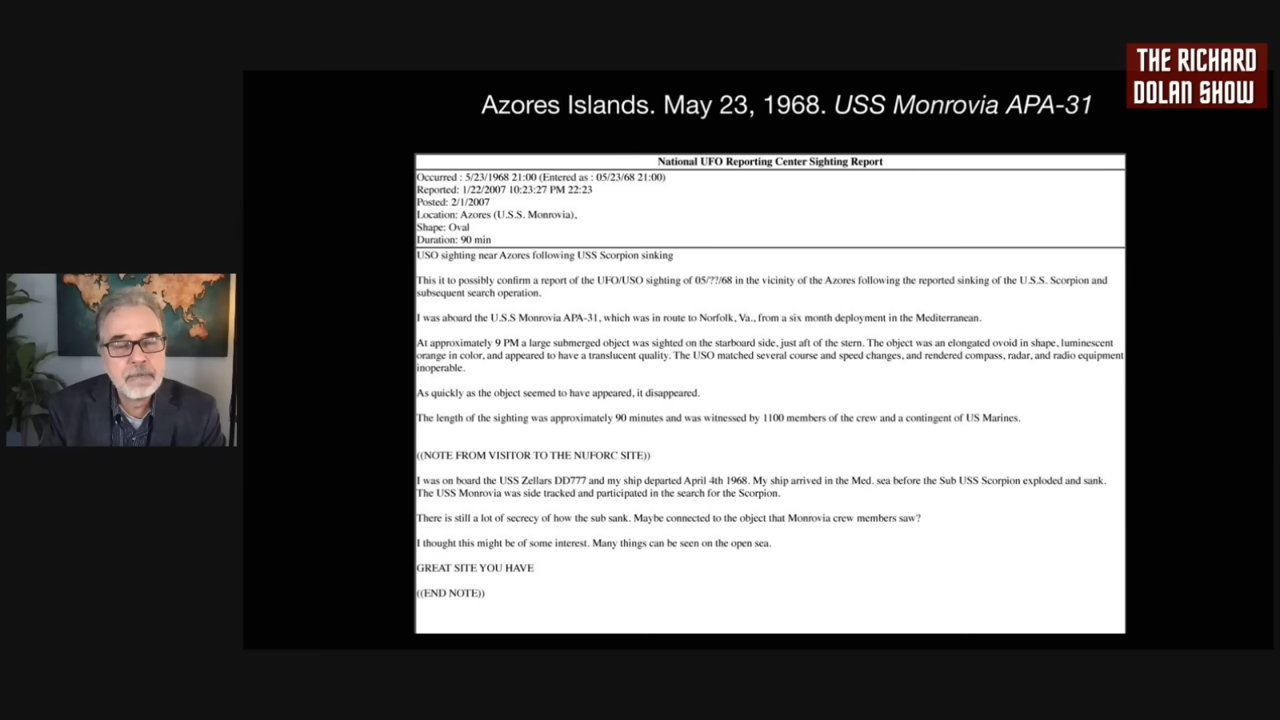 THE RICHARD
DOLAN SHOW
Azores Islands. May 23, 1968. USS Monrovia APA-31
National UFO Reporting Center Sighting Report
Occurred : 5/23/1968 21:00 (Entered as : 05/23/68 21:00)
Reported: 1/22/2007 10:23:27 PM 22:23
Posted: 2/1/2007
Location: Azores (U.S.S. Monrovia),
Shape: Oval
Duration: 90 min
USO sighting near Azores following USS Scorpion sinking
This it to possibly confirm a report of the UFO/USO sighting of 05/??/68 in the vicinity of the Azores following the reported sinking of the U.S.S. Scorpion and
subsequent search operation.
I was aboard the U.S.S Monrovia APA-31, which was in route to Norfolk, Va., from a six month deployment in the Mediterranean.
At approximately 9 PM a large submerged object was sighted on the starboard side, just aft of the stern. The object was an elongated ovoid in shape, luminescent
orange in color, and appeared to have a translucent quality. The USO matched several course and speed changes, and rendered compass, radar, and radio equipment
inoperable.
As quickly as the object seemed to have appeared, it disappeared.
The length of the sighting was approximately 90 minutes and was witnessed by 1100 members of the crew and a contingent of US Marines.
((NOTE FROM VISITOR TO THE NUFORC SITE))
I was on board the USS Zellars DD777 and my ship departed April 4th 1968. My ship arrived in the Med. sea before the Sub USS Scorpion exploded and sank.
The USS Monrovia was side tracked and participated in the search for the Scorpion.
There is still a lot of secrecy of how the sub sank. Maybe connected to the object that Monrovia crew members saw?
I thought this might be of some interest. Many things can be seen on the open sea.
GREAT SITE YOU HAVE
((END NOTE))